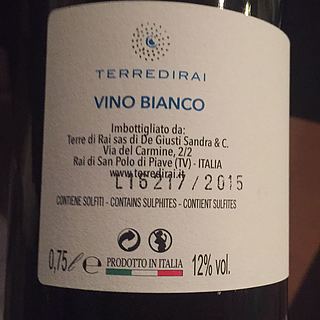 TERREDIRAI
VINO BIANCO
Imbottigliato da:
Terre di Rai sas di De Giusti Sandra & C.
Via del Carmine, 2/2
Rai di San Polo di Piave (TV) - ITALIA
www.terredirai.it
L16217/2015
CONTIENE SOLFITI - CONTAINS SULPHITES - CONTIENT SULFITES
0,75 l e PRODOTTO IN ITALIA 12% vol.